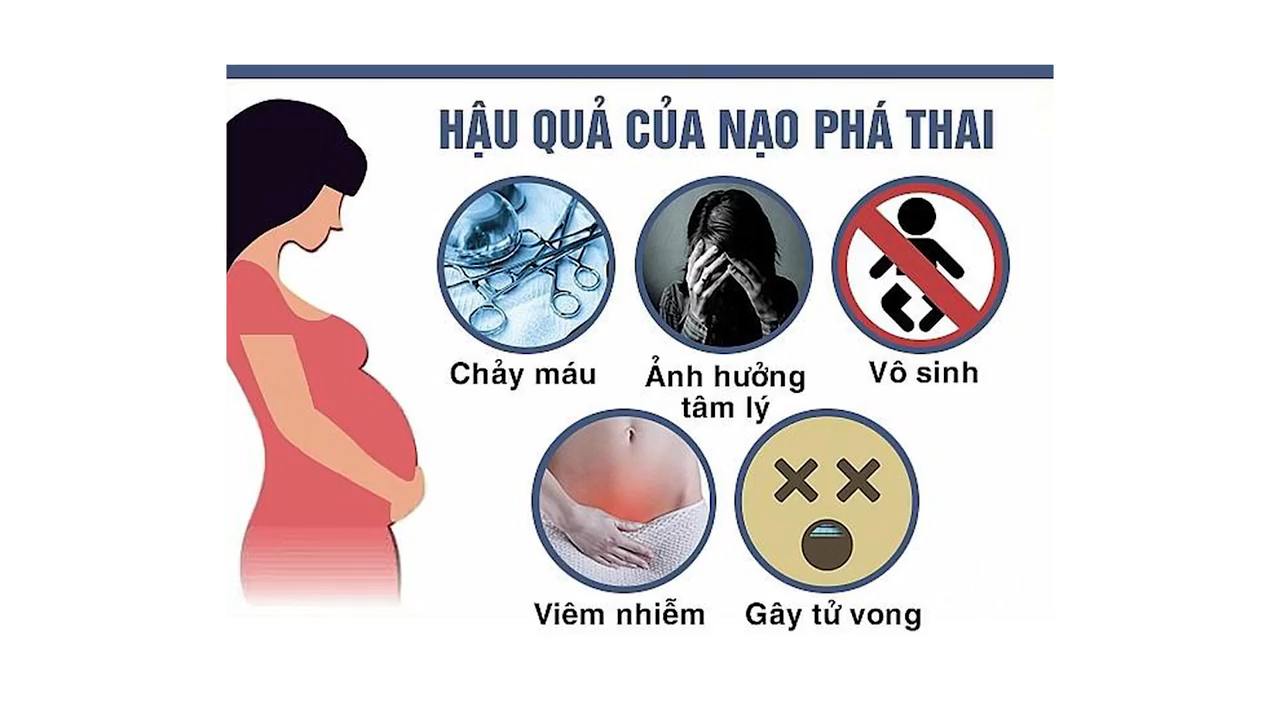 HẬU QUẢ CỦA NẠO PHÁ THAI
Chảy máu
Ảnh hưởng
tâm lý
Vô sinh
Viêm nhiễm
Gây tử vong